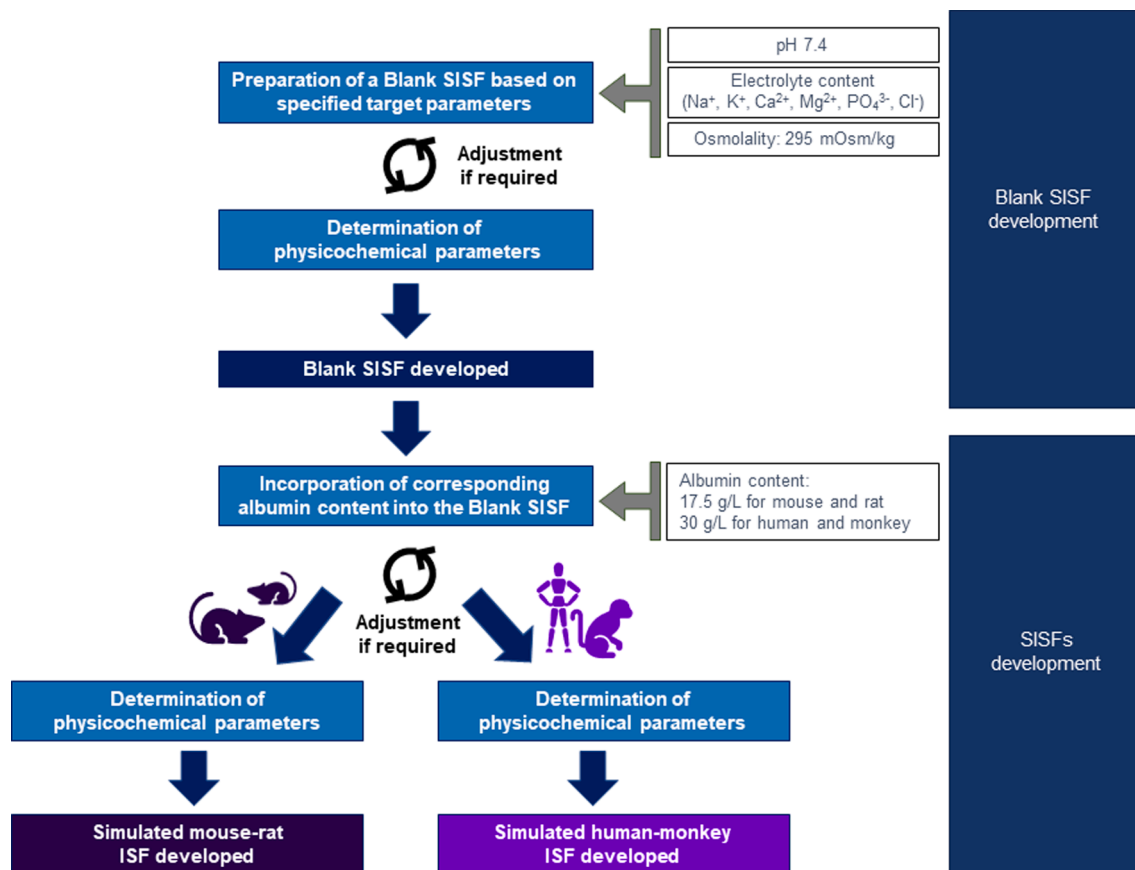 pH 7.4
Preparation of a Blank SISF based on
specified target parameters
Electrolyte content
(Na⁺, K⁺, Ca²⁺, Mg²⁺, PO₄³⁻, Cl⁻)
Osmolality: 295 mOsm/kg
Adjustment
if required
Blank SISF
development
Determination of
physicochemical parameters
Blank SISF developed
Incorporation of corresponding
albumin content into the Blank SISF
Albumin content:
17.5 g/L for mouse and rat
30 g/L for human and monkey
Adjustment
if required
SISFs
development
Determination of
physicochemical parameters
Determination of
physicochemical parameters
Simulated mouse-rat
ISF developed
Simulated human-monkey
ISF developed